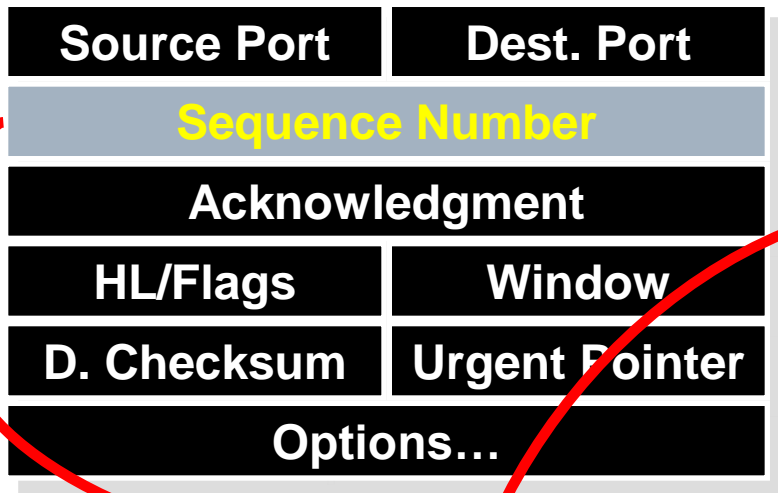 Source Port Dest. Port
Sequence Number
Acknowledgment
HL/Flags Window
D. Checksum Urgent Pointer
Options…